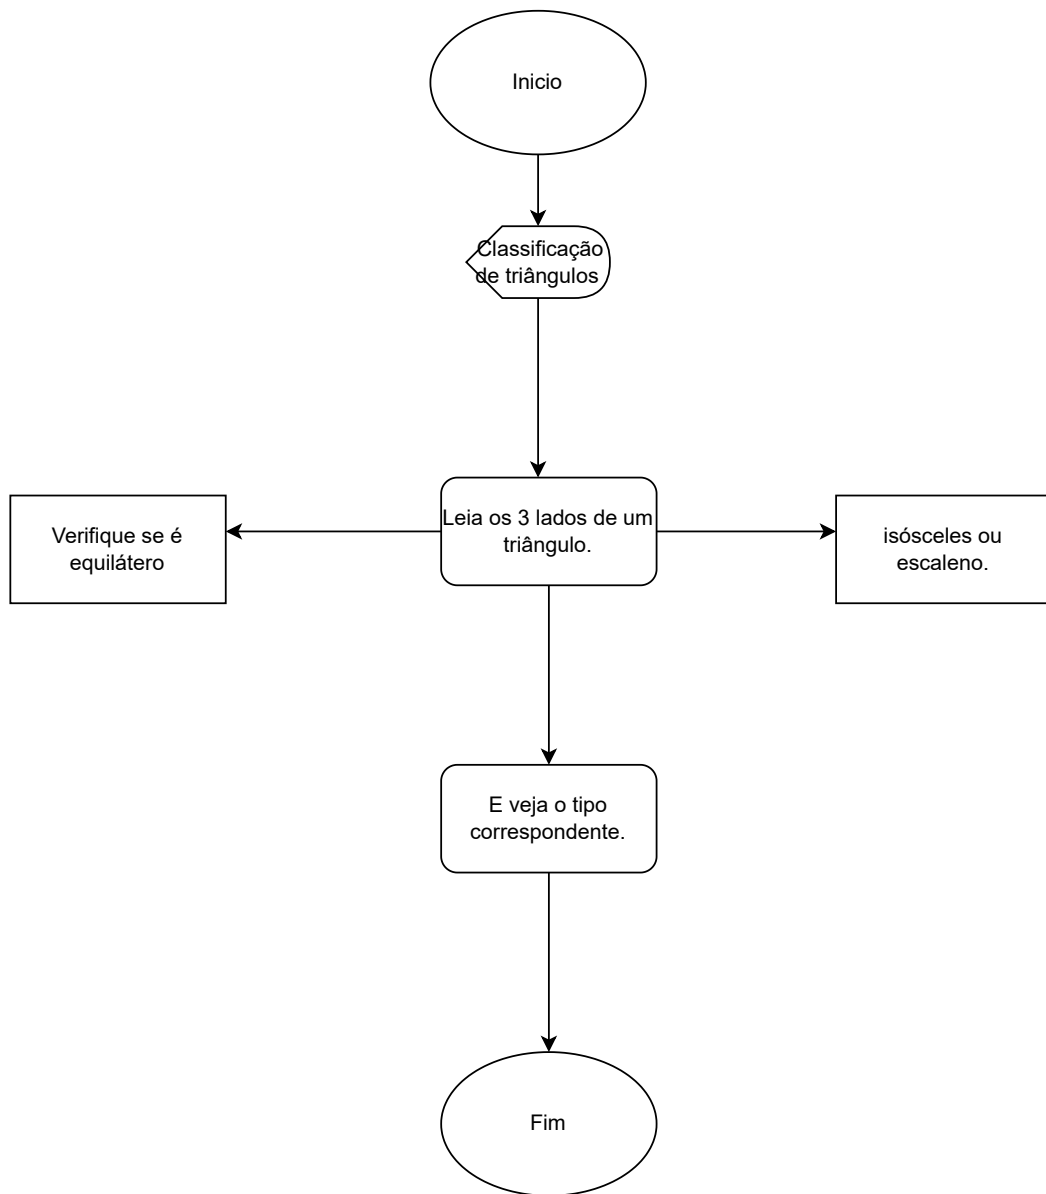 Inicio
Classificação
de triângulos
Verifique se é
equilátero
Leia os 3 lados de um
triângulo.
isósceles ou
escaleno.
E veja o tipo
correspondente.
Fim